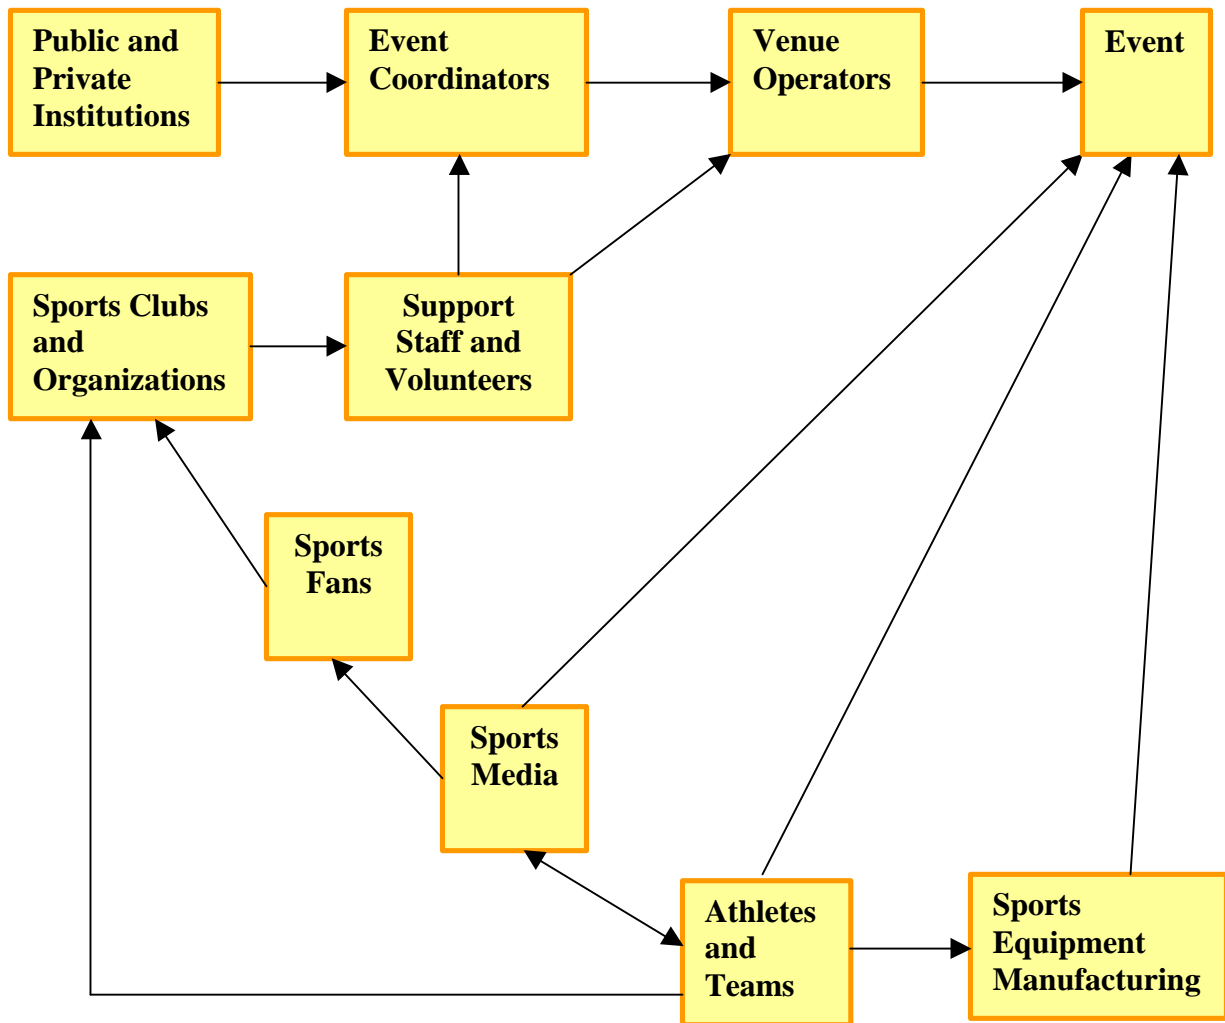 Public and
Private
Institutions
Event
Coordinators
Venue
Operators
Event
Sports Clubs
and
Organizations
Support
Staff and
Volunteers
Sports
Fans
Sports
Media
Athletes
and
Teams
Sports
Equipment
Manufacturing